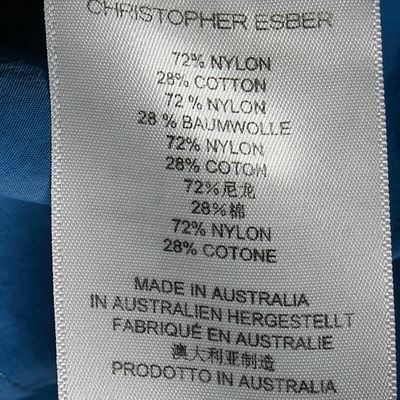 CHRISTOPHER ESBER
72% NYLON
28% COTTON
72 % NYLON
28 % BAUMWOLLE
72% NYLON
28% COTON
72%尼龙
28%棉
72% NYLON
28% COTONE
MADE IN AUSTRALIA
IN AUSTRALIEN HERGESTELLT
FABRIQUÉ EN AUSTRALIE
澳大利亚制造
PRODOTTO IN AUSTRALIA